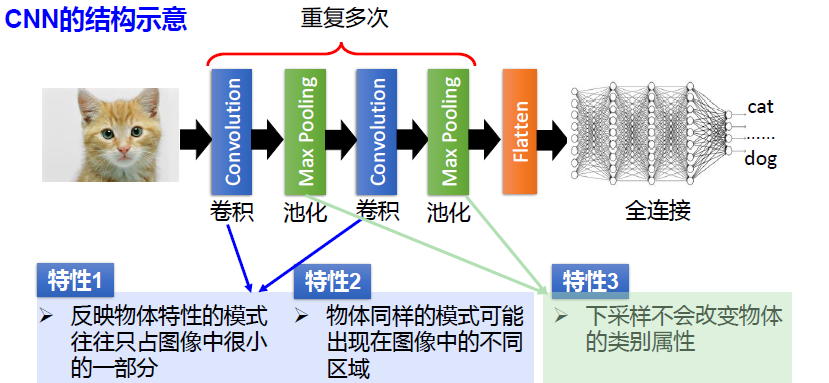 CNN的结构示意
重复多次
Convolution
Max Pooling
Convolution
Max Pooling
Flatten
cat
......
dog
卷积
池化
卷积
池化
全连接
特性1
反映物体特性的模式
往往只占图像中很小
的一部分
特性2
物体同样的模式可能
出现在图像中的不同
区域
特性3
下采样不会改变物体
的类别属性